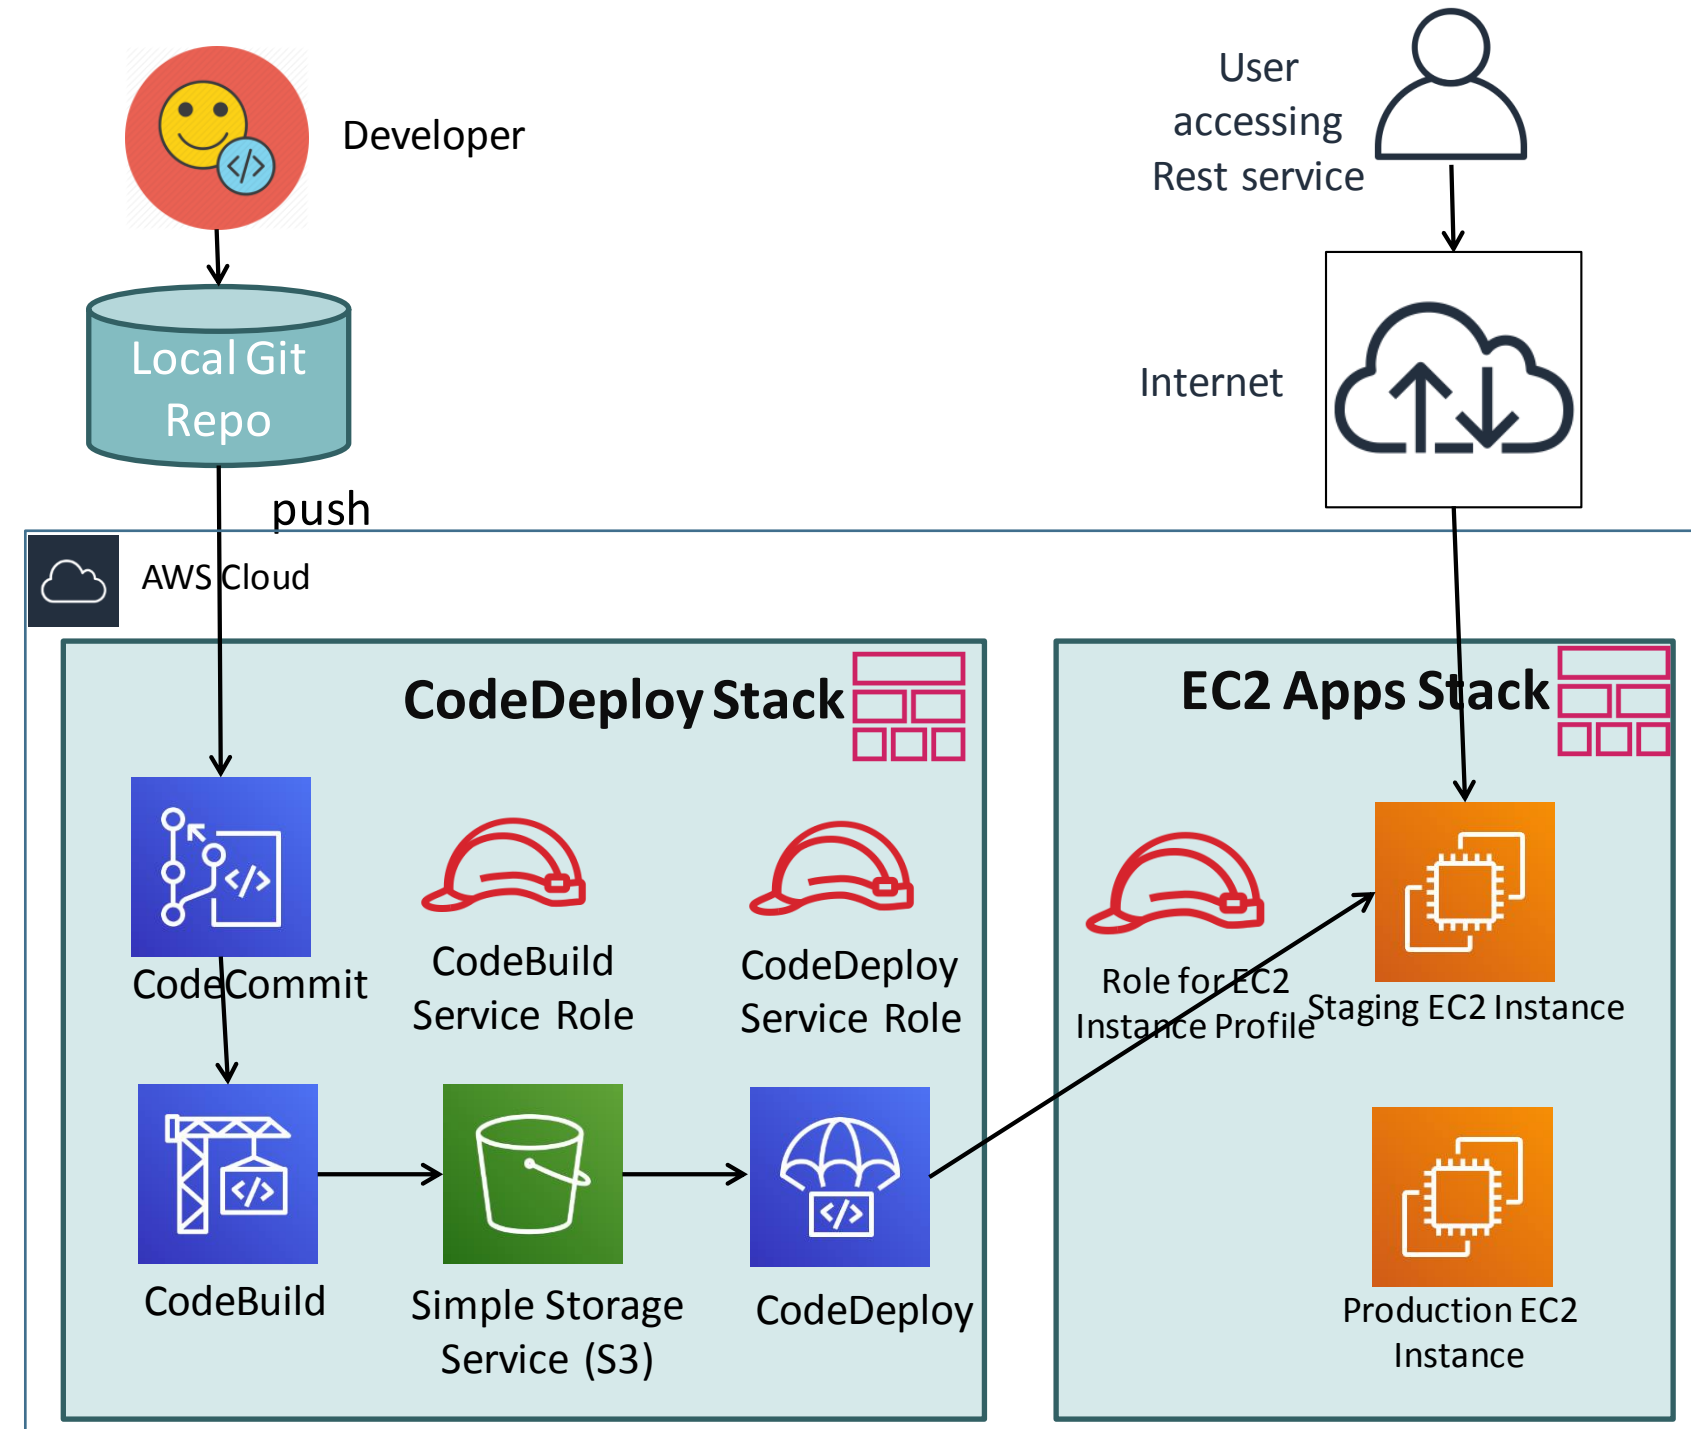 Developer
User
accessing
Rest service
Local Git
Repo
Internet
push
AWS Cloud
CodeDeploy Stack
EC2 Apps Stack
</>
CodeCommit
CodeBuild
Service Role
CodeDeploy
Service Role
Role for EC2
Instance Profile
Staging EC2 Instance
</>
</>
</>
CodeBuild
Simple Storage
Service (S3)
CodeDeploy
Production EC2
Instance